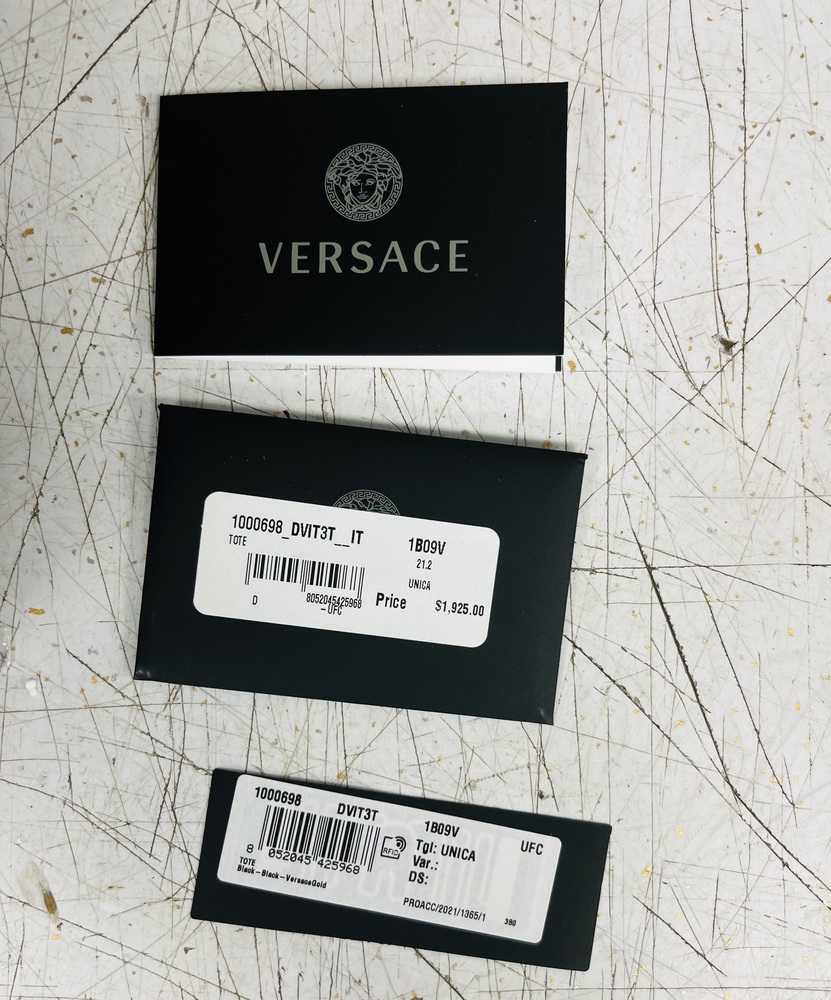 VERSACE
1000698_DVIT3T__IT 1B09V
TOTE 21.2
UNICA
D 8052045425968 Price $1,925.00
-UFC
1000698 DVIT3T 1B09V UFC
RFID Tgl: UNICA
8 052045 425968 Var.:
TOTE DS:
Black-Black-VersaceGold
PROACC/2021/1365/1 380